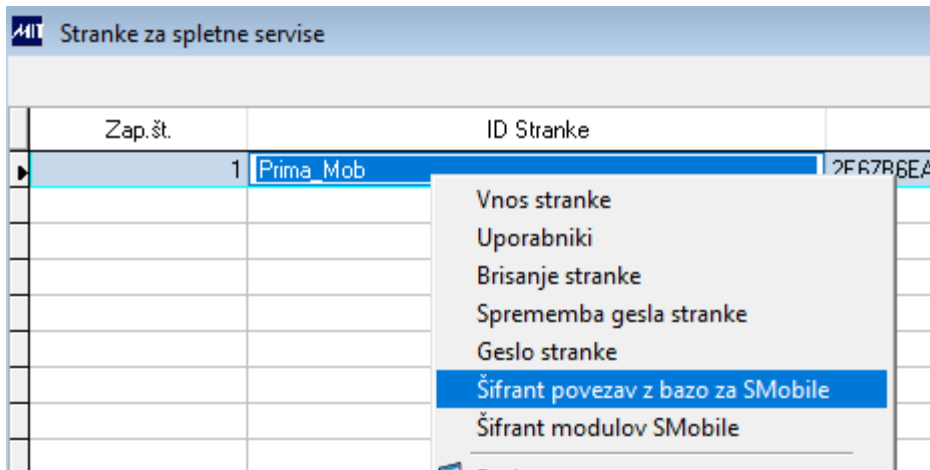 MIT Stranke za spletne servise
Zap.št. ID Stranke
1 Prima_Mob 2E67B6EA
Vnos stranke
Uporabniki
Brisanje stranke
Sprememba gesla stranke
Geslo stranke
Šifrant povezav z bazo za SMobile
Šifrant modulov SMobile